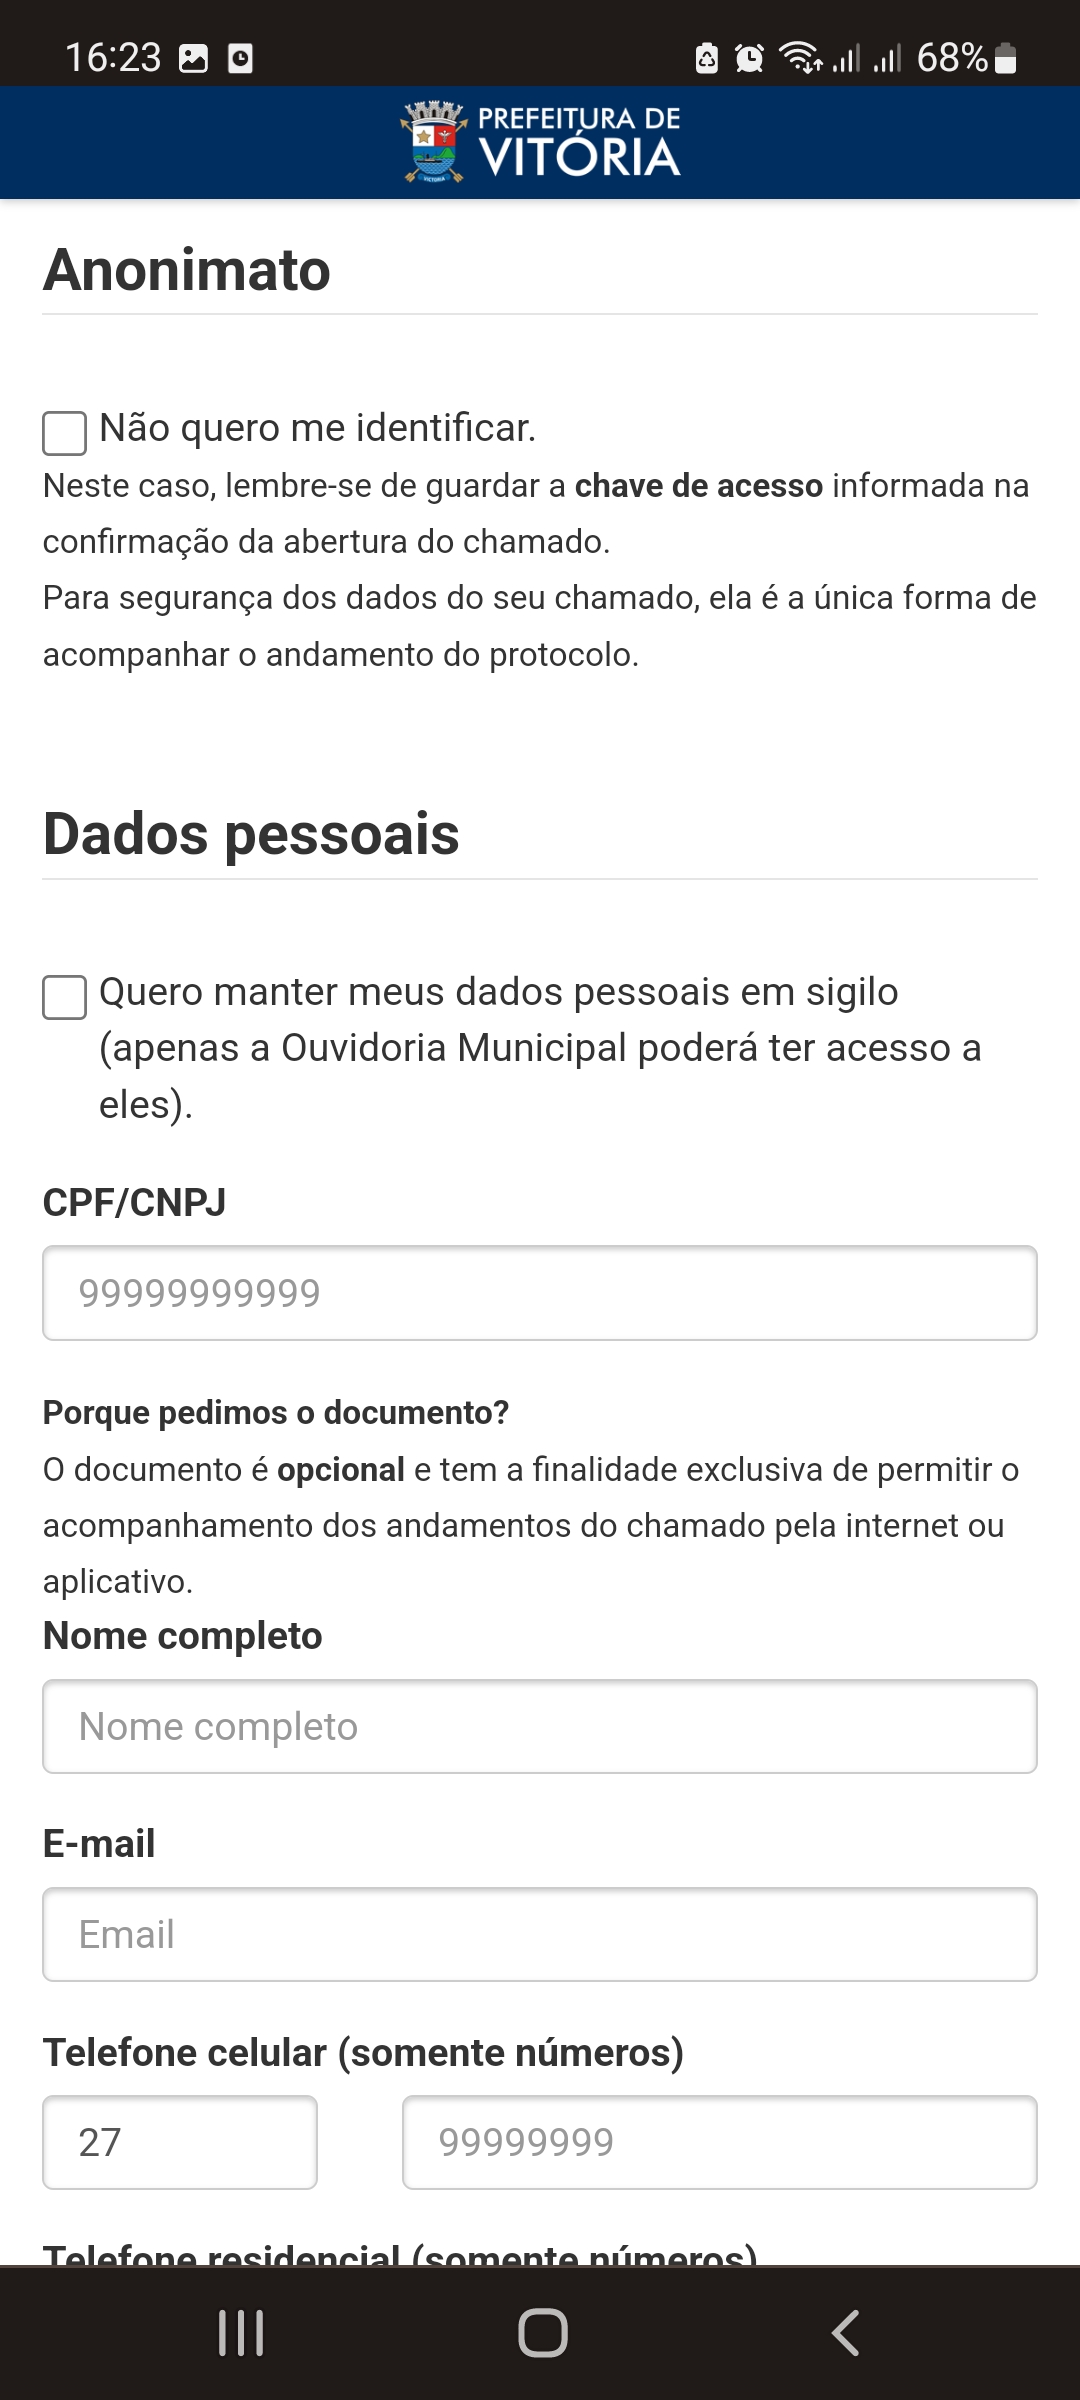 16:23
68%
PREFEITURA DE
VITÓRIA
Anonimato
Não quero me identificar.
Neste caso, lembre-se de guardar a chave de acesso informada na
confirmação da abertura do chamado.
Para segurança dos dados do seu chamado, ela é a única forma de
acompanhar o andamento do protocolo.
Dados pessoais
Quero manter meus dados pessoais em sigilo
(apenas a Ouvidoria Municipal poderá ter acesso a
eles).
CPF/CNPJ
99999999999
Porque pedimos o documento?
O documento é opcional e tem a finalidade exclusiva de permitir o
acompanhamento dos andamentos do chamado pela internet ou
aplicativo.
Nome completo
Nome completo
E-mail
Email
Telefone celular (somente números)
27
99999999
Telefone residencial (somente números)